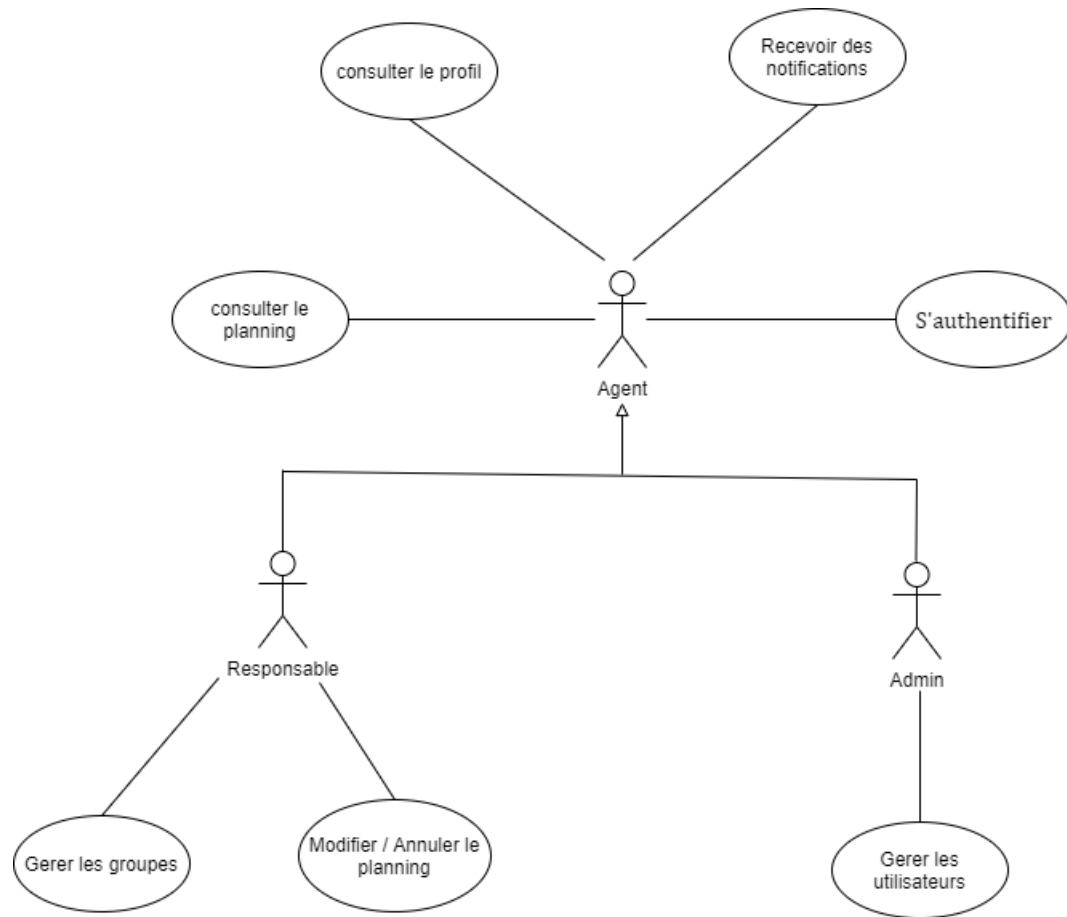 Recevoir des
notifications
consulter le profil
consulter le
planning
S'authentifier
Agent
Responsable
Admin
Gerer les groupes
Modifier / Annuler le
planning
Gerer les
utilisateurs